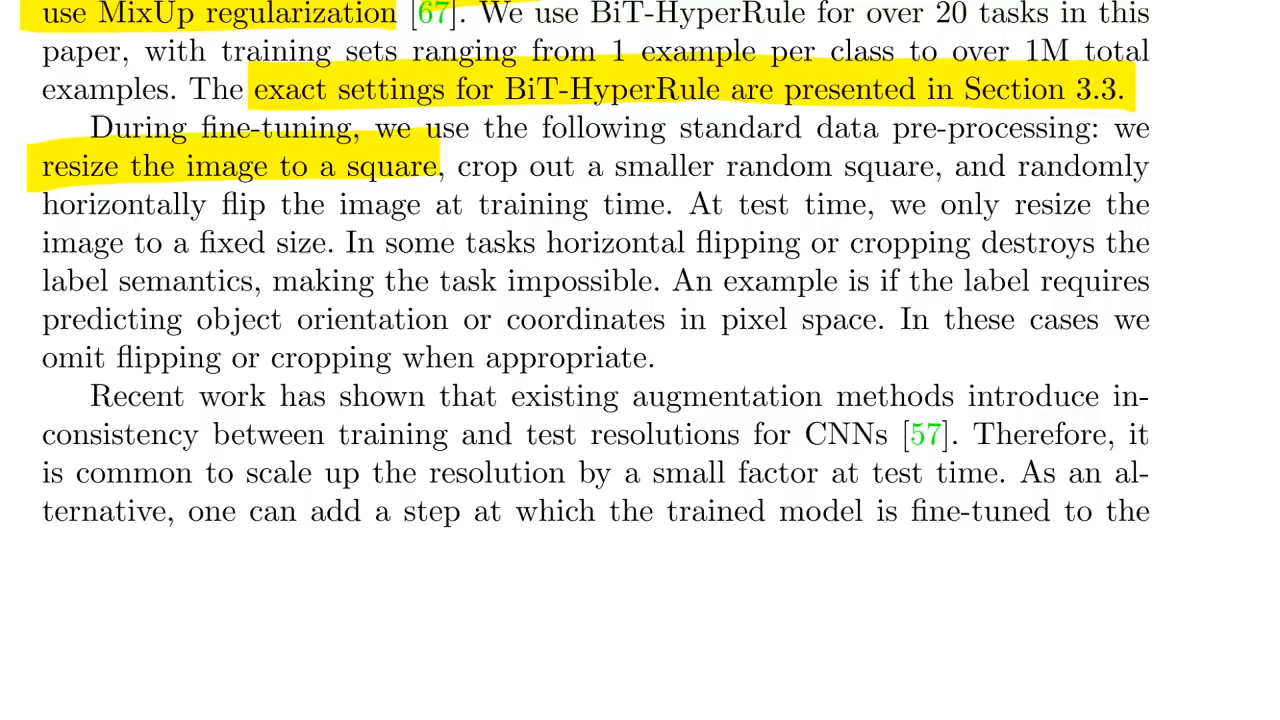 use MixUp regularization [67]. We use BiT-HyperRule for over 20 tasks in this
paper, with training sets ranging from 1 example per class to over 1M total
examples. The exact settings for BiT-HyperRule are presented in Section 3.3.
During fine-tuning, we use the following standard data pre-processing: we
resize the image to a square, crop out a smaller random square, and randomly
horizontally flip the image at training time. At test time, we only resize the
image to a fixed size. In some tasks horizontal flipping or cropping destroys the
label semantics, making the task impossible. An example is if the label requires
predicting object orientation or coordinates in pixel space. In these cases we
omit flipping or cropping when appropriate.
Recent work has shown that existing augmentation methods introduce in-
consistency between training and test resolutions for CNNs [57]. Therefore, it
is common to scale up the resolution by a small factor at test time. As an al-
ternative, one can add a step at which the trained model is fine-tuned to the